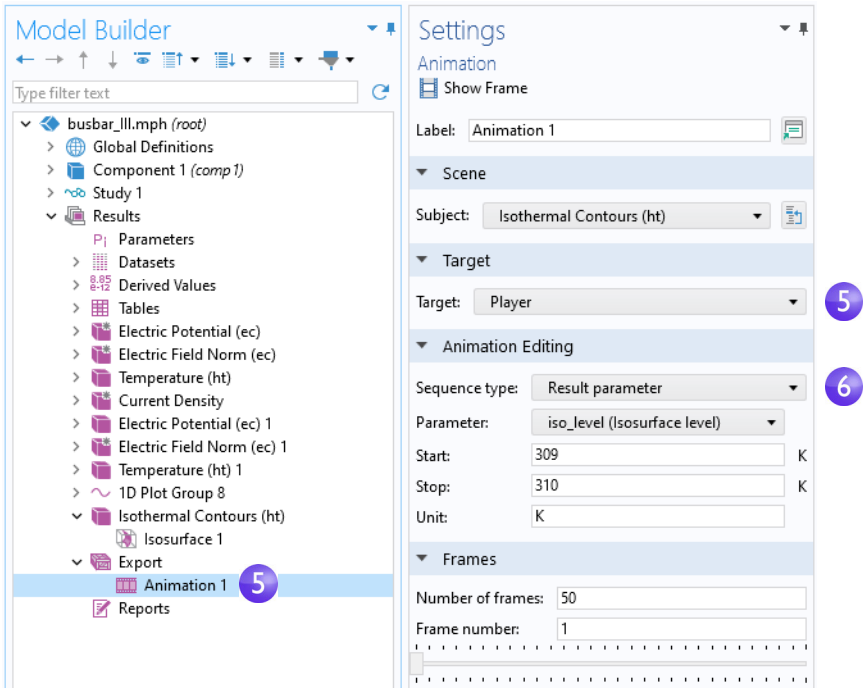 Model Builder
Type filter text
busbar_III.mph (root)
Global Definitions
Component 1 (comp1)
Study 1
Results
Pi Parameters
Datasets
8.85
e-12 Derived Values
Tables
Electric Potential (ec)
Electric Field Norm (ec)
Temperature (ht)
Current Density
Electric Potential (ec) 1
Electric Field Norm (ec) 1
Temperature (ht) 1
1D Plot Group 8
Isothermal Contours (ht)
Isosurface 1
Export
Animation 1 5
Reports
Settings
Animation
Show Frame
Label: Animation 1
Scene
Subject: Isothermal Contours (ht)
Target
Target: Player 5
Animation Editing
Sequence type: Result parameter 6
Parameter: iso_level (Isosurface level)
Start: 309 K
Stop: 310 K
Unit: K
Frames
Number of frames: 50
Frame number: 1